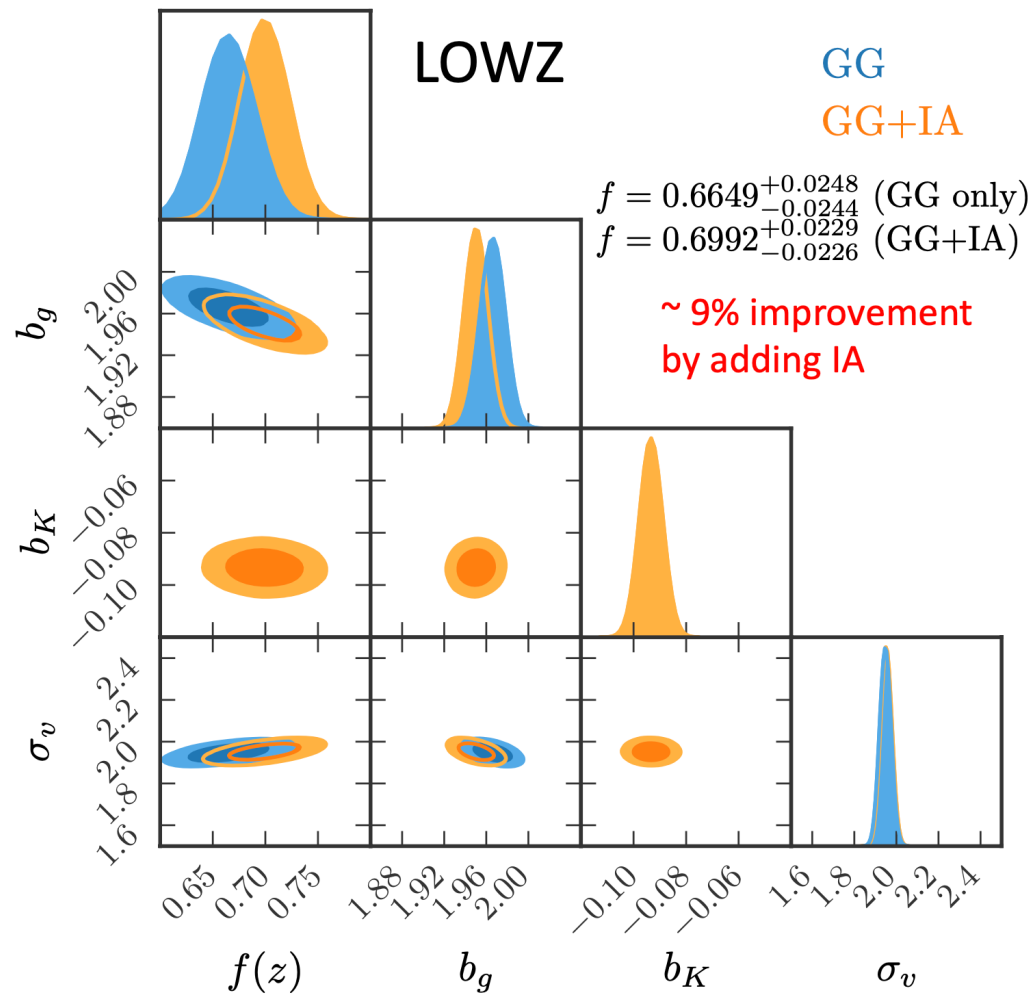 LOWZ
GG
GG+IA
f = 0.6649 +0.0248 −0.0244 (GG only)
f = 0.6992 +0.0229 −0.0226 (GG+IA)
~ 9% improvement
by adding IA
b_g
2.00
1.96
1.92
1.88
b_K
−0.06
−0.08
−0.10
σ_v
2.4
2.2
2.0
1.8
1.6
0.65 0.70 0.75 1.88 1.92 1.96 2.00 −0.10 −0.08 −0.06 1.6 1.8 2.0 2.2 2.4
f(z) b_g b_K σ_v